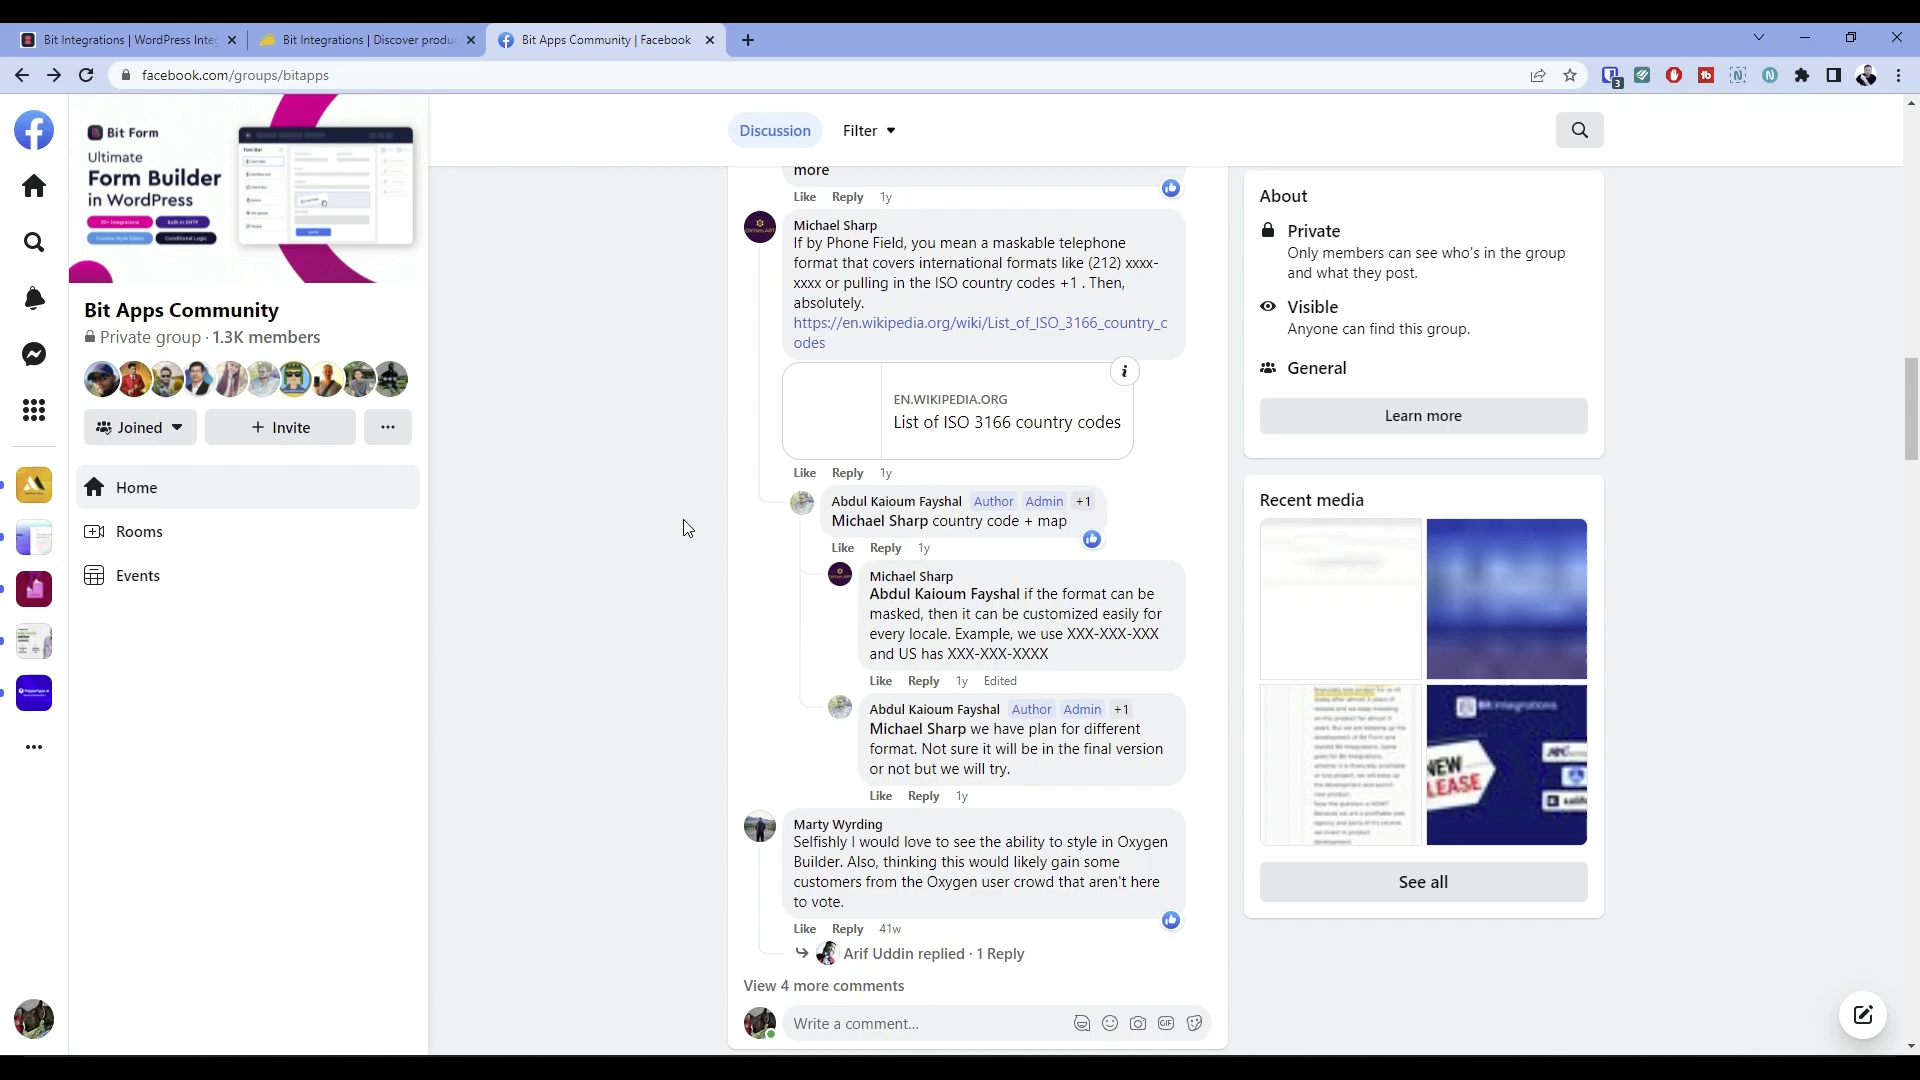 Bit Integrations | WordPress Inte
Bit Integrations | Discover produ
Bit Apps Community | Facebook
facebook.com/groups/bitapps
3
Bit Form
Ultimate
Form Builder
in WordPress
Bit Apps Community
Private group · 1.3K members
Joined
+ Invite
Home
Rooms
Events
Discussion
Filter
more
Like Reply 1y
Michael Sharp
If by Phone Field, you mean a maskable telephone
format that covers international formats like (212) xxxx-
xxxx or pulling in the ISO country codes +1 . Then,
absolutely.
https://en.wikipedia.org/wiki/List_of_ISO_3166_country_c
odes
EN.WIKIPEDIA.ORG
List of ISO 3166 country codes
Like Reply 1y
Abdul Kaioum Fayshal Author Admin +1
Michael Sharp country code + map
Like Reply 1y
Michael Sharp
Abdul Kaioum Fayshal if the format can be
masked, then it can be customized easily for
every locale. Example, we use XXX-XXX-XXX
and US has XXX-XXX-XXXX
Like Reply 1y Edited
Abdul Kaioum Fayshal Author Admin +1
Michael Sharp we have plan for different
format. Not sure it will be in the final version
or not but we will try.
Like Reply 1y
Marty Wyrding
Selfishly I would love to see the ability to style in Oxygen
Builder. Also, thinking this would likely gain some
customers from the Oxygen user crowd that aren't here
to vote.
Like Reply 41w
Arif Uddin replied · 1 Reply
View 4 more comments
Write a comment...
GIF
About
Private
Only members can see who's in the group
and what they post.
Visible
Anyone can find this group.
General
Learn more
Recent media
Bit Integrations
NEW
See all